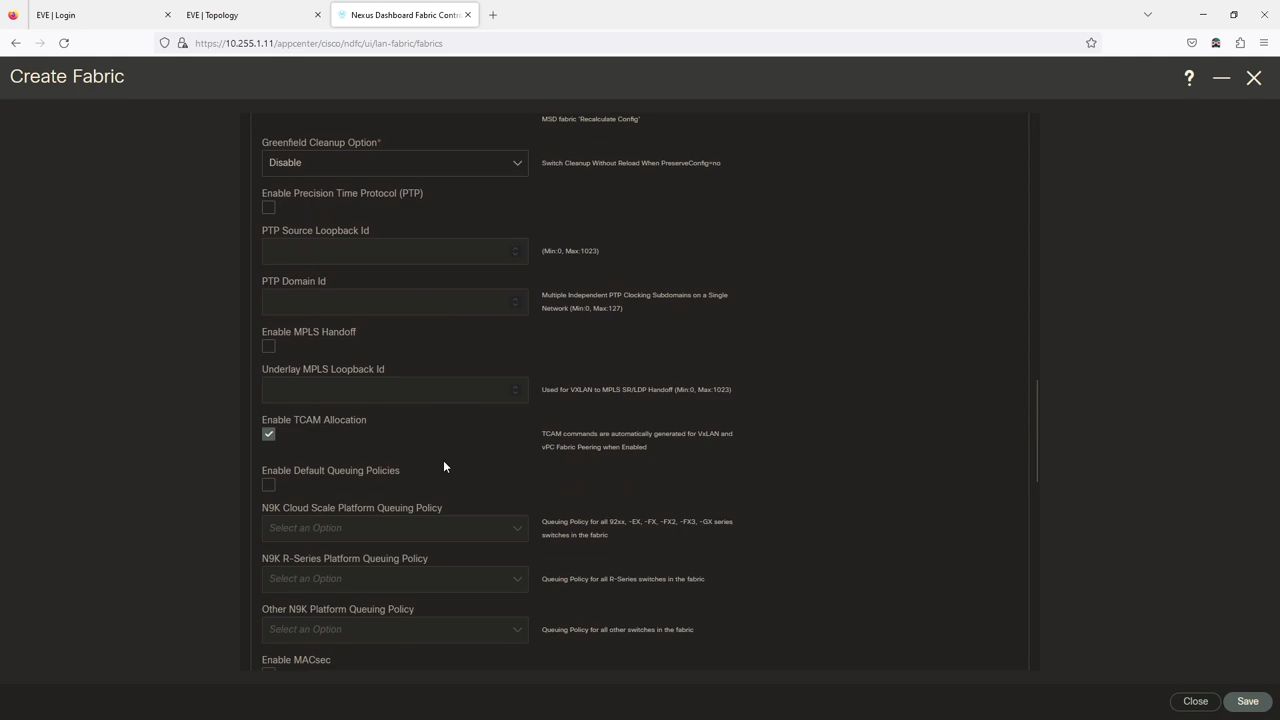 EVE | Login
EVE | Topology
Nexus Dashboard Fabric Contr
https://10.255.1.11/appcenter/cisco/ndfc/ui/lan-fabric/fabrics
Create Fabric
MSD fabric 'Recalculate Config'
Greenfield Cleanup Option*
Disable
Switch Cleanup Without Reload When PreserveConfig=no
Enable Precision Time Protocol (PTP)
PTP Source Loopback Id
(Min:0, Max:1023)
PTP Domain Id
Multiple Independent PTP Clocking Subdomains on a Single
Network (Min:0, Max:127)
Enable MPLS Handoff
Underlay MPLS Loopback Id
Used for VXLAN to MPLS SR/LDP Handoff (Min:0, Max:1023)
Enable TCAM Allocation
TCAM commands are automatically generated for VxLAN and
vPC Fabric Peering when Enabled
Enable Default Queuing Policies
N9K Cloud Scale Platform Queuing Policy
Select an Option
Queuing Policy for all 92xx, -EX, -FX, -FX2, -FX3, -GX series
switches in the fabric
N9K R-Series Platform Queuing Policy
Select an Option
Queuing Policy for all R-Series switches in the fabric
Other N9K Platform Queuing Policy
Select an Option
Queuing Policy for all other switches in the fabric
Enable MACsec
Close
Save